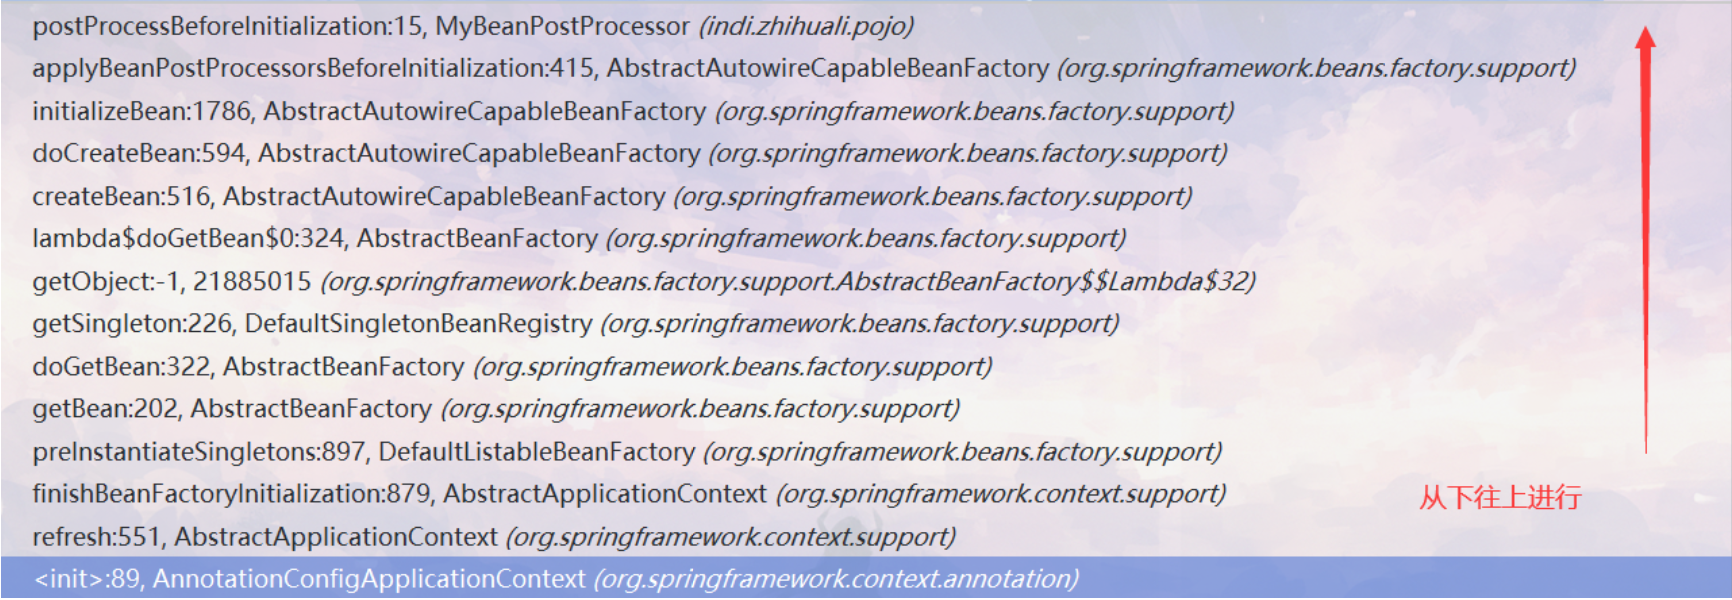 postProcessBeforeInitialization:15, MyBeanPostProcessor (indi.zhihuali.pojo)
applyBeanPostProcessorsBeforeInitialization:415, AbstractAutowireCapableBeanFactory (org.springframework.beans.factory.support)
initializeBean:1786, AbstractAutowireCapableBeanFactory (org.springframework.beans.factory.support)
doCreateBean:594, AbstractAutowireCapableBeanFactory (org.springframework.beans.factory.support)
createBean:516, AbstractAutowireCapableBeanFactory (org.springframework.beans.factory.support)
lambda$doGetBean$0:324, AbstractBeanFactory (org.springframework.beans.factory.support)
getObject:-1, 21885015 (org.springframework.beans.factory.support.AbstractBeanFactory$$Lambda$32)
getSingleton:226, DefaultSingletonBeanRegistry (org.springframework.beans.factory.support)
doGetBean:322, AbstractBeanFactory (org.springframework.beans.factory.support)
getBean:202, AbstractBeanFactory (org.springframework.beans.factory.support)
preInstantiateSingletons:897, DefaultListableBeanFactory (org.springframework.beans.factory.support)
finishBeanFactoryInitialization:879, AbstractApplicationContext (org.springframework.context.support)
从下往上进行
refresh:551, AbstractApplicationContext (org.springframework.context.support)
<init>:89, AnnotationConfigApplicationContext (org.springframework.context.annotation)